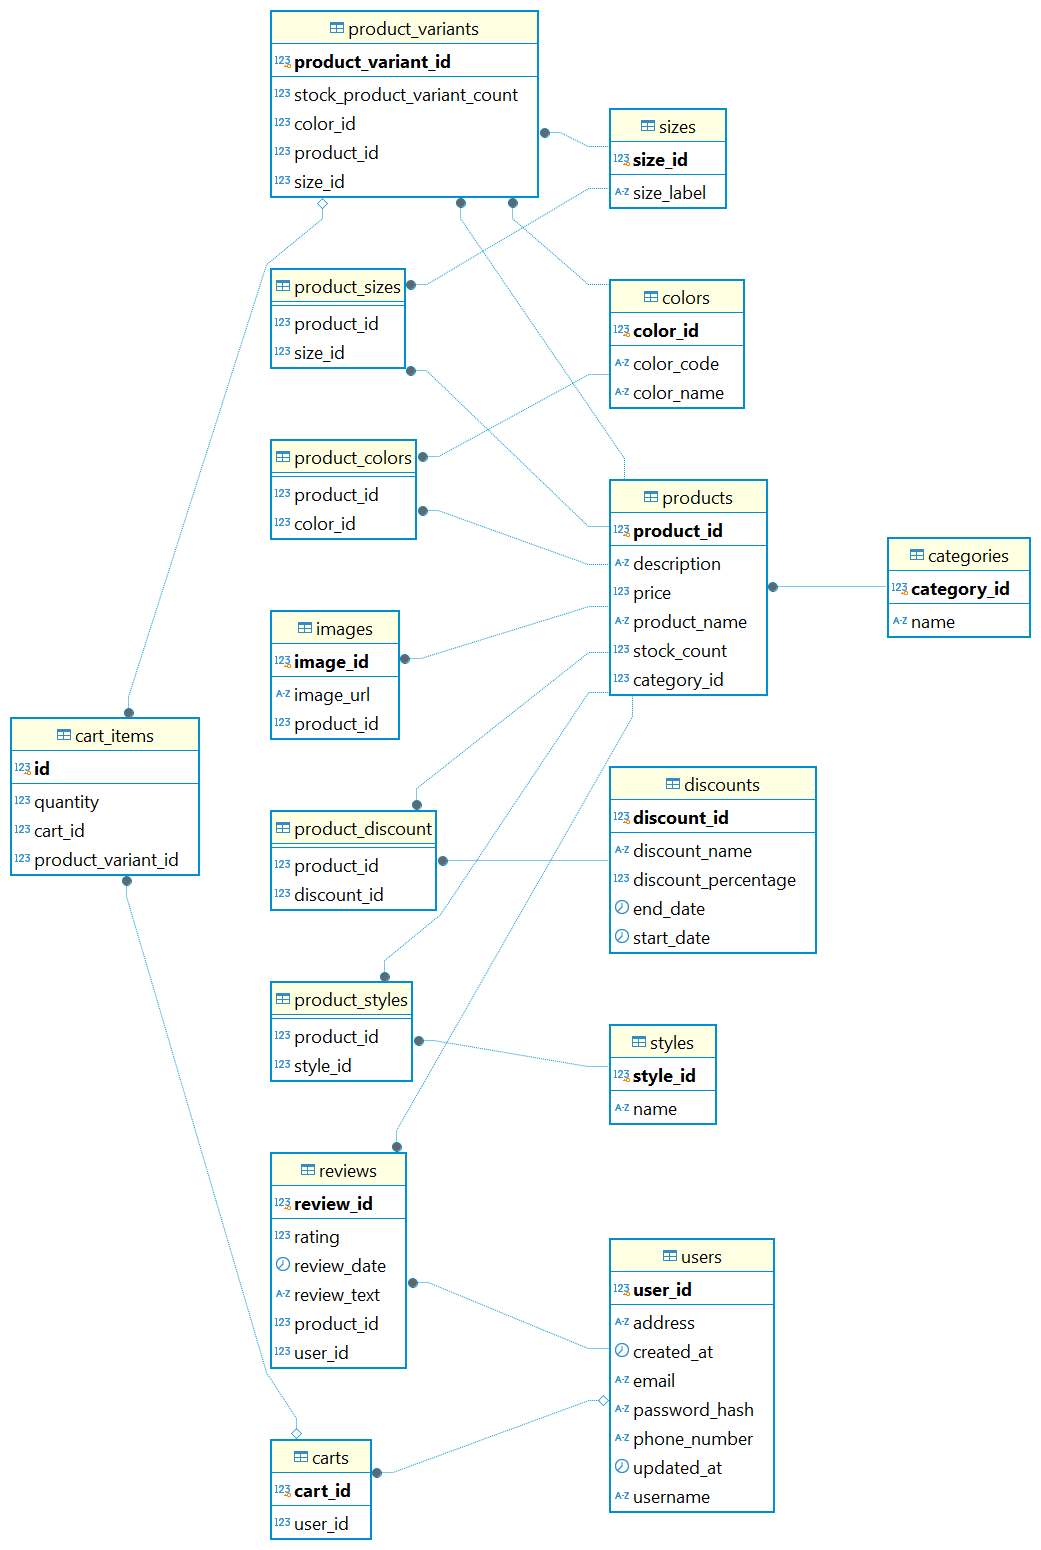 product_variants
123 product_variant_id
123 stock_product_variant_count
123 color_id
123 product_id
123 size_id
sizes
123 size_id
A-Z size_label
product_sizes
123 product_id
123 size_id
colors
123 color_id
A-Z color_code
A-Z color_name
product_colors
123 product_id
123 color_id
products
123 product_id
A-Z description
123 price
A-Z product_name
123 stock_count
123 category_id
categories
123 category_id
A-Z name
images
123 image_id
A-Z image_url
123 product_id
cart_items
123 id
123 quantity
123 cart_id
123 product_variant_id
product_discount
123 product_id
123 discount_id
discounts
123 discount_id
A-Z discount_name
123 discount_percentage
end_date
start_date
product_styles
123 product_id
123 style_id
styles
123 style_id
A-Z name
reviews
123 review_id
123 rating
review_date
A-Z review_text
123 product_id
123 user_id
users
123 user_id
A-Z address
created_at
A-Z email
A-Z password_hash
A-Z phone_number
updated_at
A-Z username
carts
123 cart_id
123 user_id